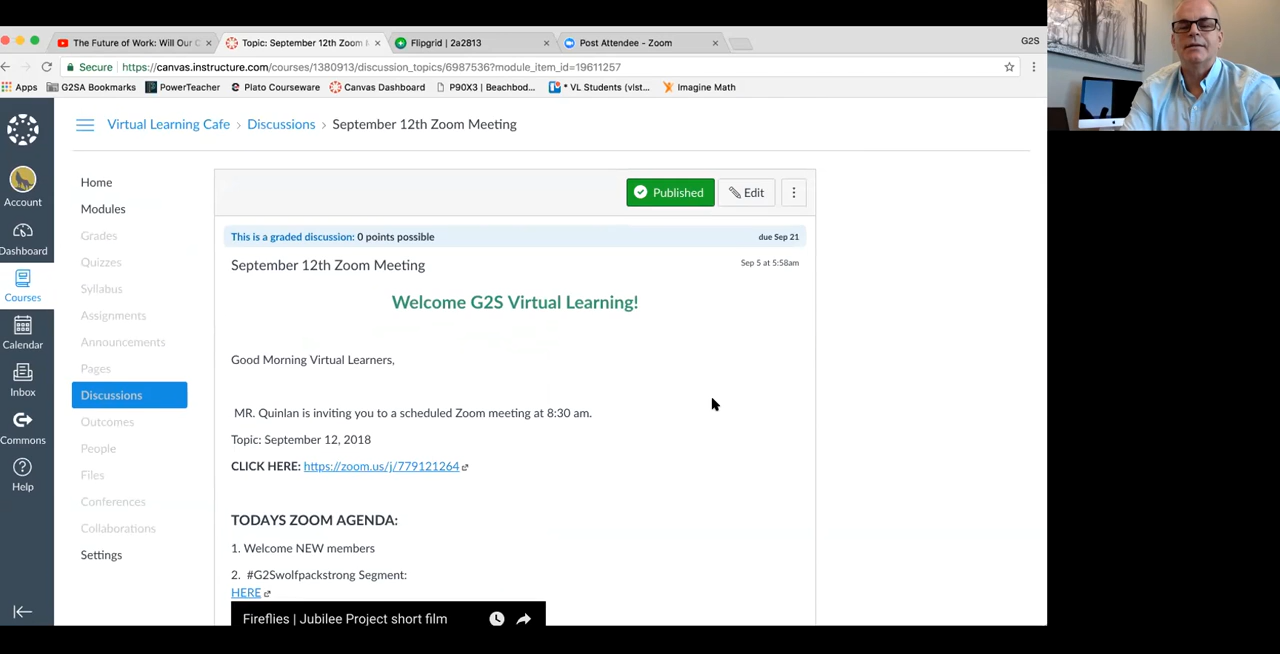 The Future of Work: Will Our C
Topic: September 12th Zoom
Flipgrid | 2a2813
Post Attendee - Zoom
G2S
Secure
https://canvas.instructure.com/courses/1380913/discussion_topics/6987536?module_item_id=19611257
Apps G2SA Bookmarks PowerTeacher Plato Courseware Canvas Dashboard P90X3 | Beachbod... * VL Students (vlst... Imagine Math
Virtual Learning Cafe › Discussions › September 12th Zoom Meeting
Account
Dashboard
Courses
Calendar
Inbox
Commons
Help
Home
Modules
Grades
Quizzes
Syllabus
Assignments
Announcements
Pages
Discussions
Outcomes
People
Files
Conferences
Collaborations
Settings
Published Edit
This is a graded discussion: 0 points possible due Sep 21
September 12th Zoom Meeting Sep 5 at 5:58am
Welcome G2S Virtual Learning!
Good Morning Virtual Learners,
MR. Quinlan is inviting you to a scheduled Zoom meeting at 8:30 am.
Topic: September 12, 2018
CLICK HERE: https://zoom.us/j/779121264
TODAYS ZOOM AGENDA:
1. Welcome NEW members
2. #G2Swolfpackstrong Segment:
HERE
Fireflies | Jubilee Project short film